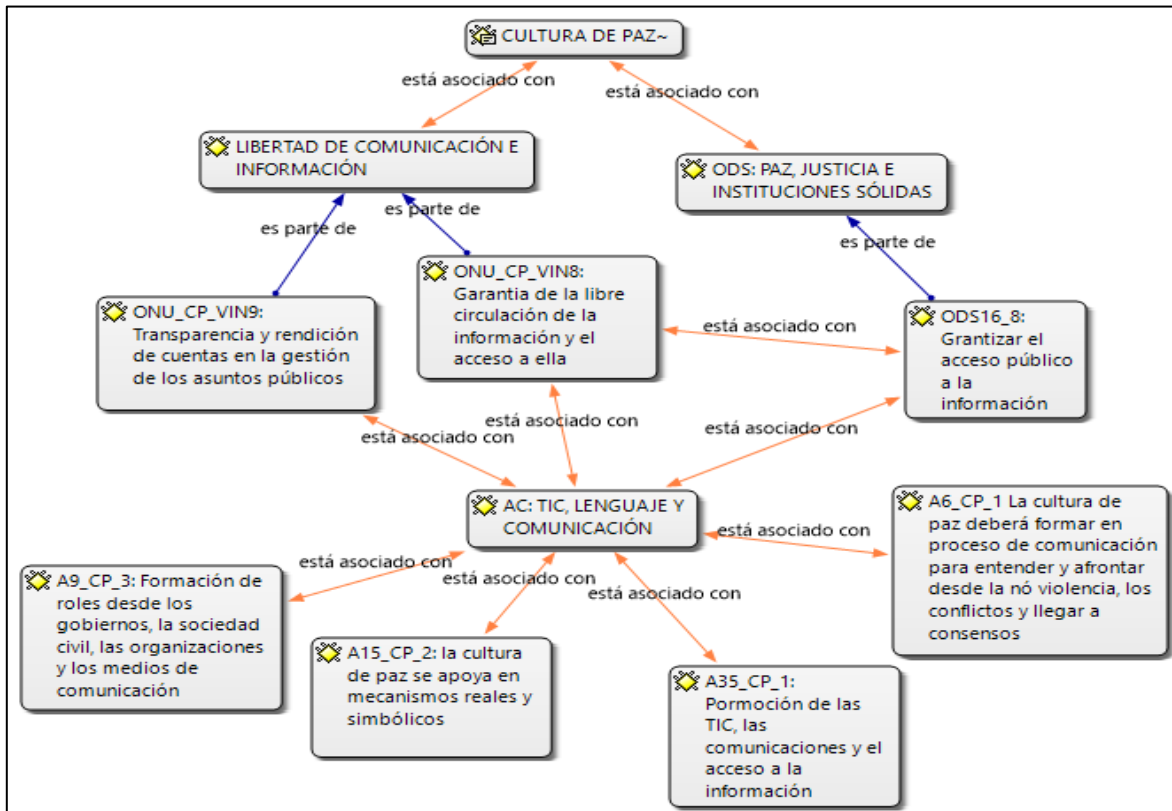 CULTURA DE PAZ~
está asociado con
está asociado con
LIBERTAD DE COMUNICACIÓN E
INFORMACIÓN
ODS: PAZ, JUSTICIA E
INSTITUCIONES SÓLIDAS
es parte de
es parte de
es parte de
ONU_CP_VIN9:
Transparencia y rendición
de cuentas en la gestión
de los asuntos públicos
ONU_CP_VIN8:
Garantia de la libre
circulación de la
información y el
acceso a ella
está asociado con
ODS16_8:
Grantizar el
acceso público
a la
información
está asociado con
está asociado con
está asociado con
AC: TIC, LENGUAJE Y
COMUNICACIÓN
está asociado con
A6_CP_1 La cultura de
paz deberá formar en
proceso de comunicación
para entender y afrontar
desde la nó violencia, los
conflictos y llegar a
consensos
está asociado con
está asociado con
está asociado con
A9_CP_3: Formación de
roles desde los
gobiernos, la sociedad
civil, las organizaciones
y los medios de
comunicación
A15_CP_2: la cultura
de paz se apoya en
mecanismos reales y
simbólicos
A35_CP_1:
Pormoción de las
TIC, las
comunicaciones y el
acceso a la
información